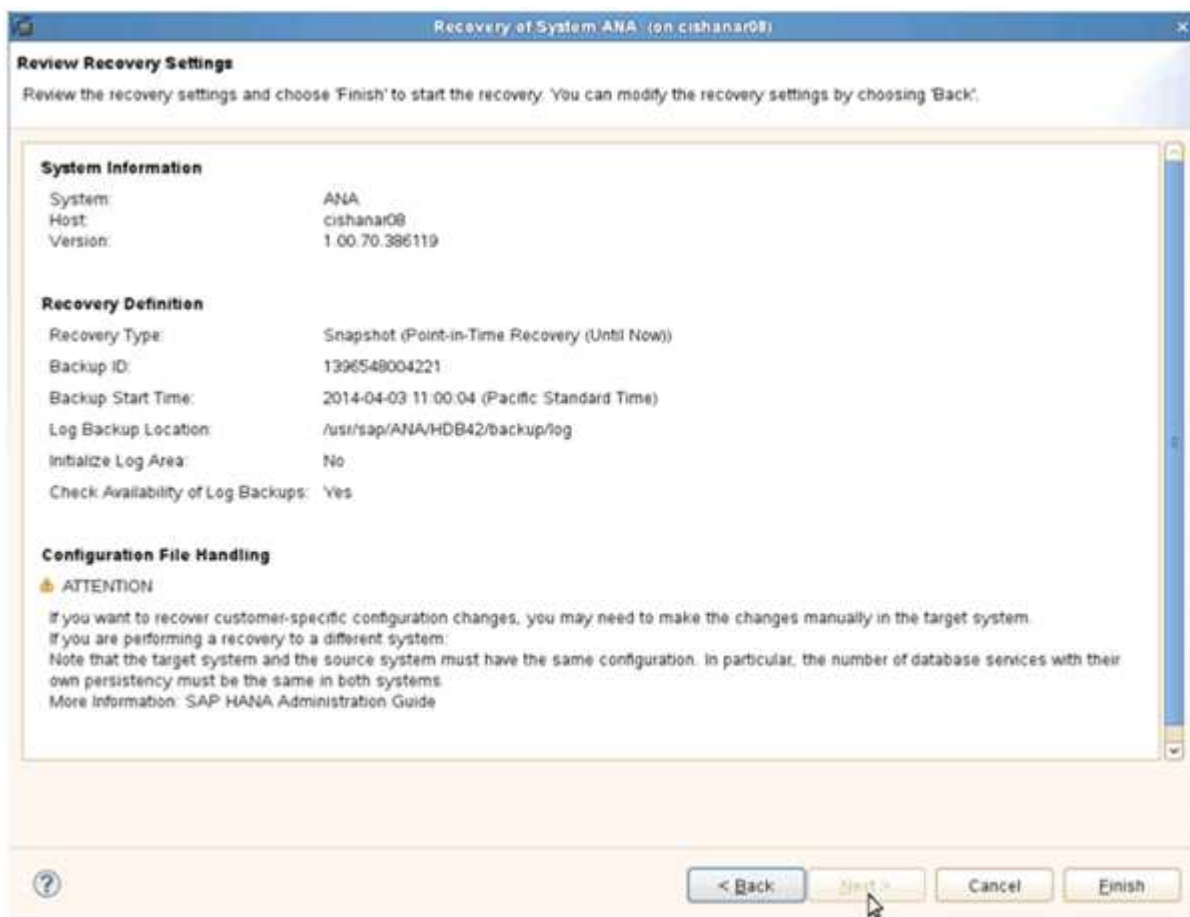 Recovery of System ANA (on cishanar08)
Review Recovery Settings
Review the recovery settings and choose 'Finish' to start the recovery. You can modify the recovery settings by choosing 'Back'.
System Information
System: ANA
Host: cishanar08
Version: 1.00.70.386119
Recovery Definition
Recovery Type: Snapshot (Point-in-Time Recovery (Until Now))
Backup ID: 1396548004221
Backup Start Time: 2014-04-03 11:00:04 (Pacific Standard Time)
Log Backup Location: /usr/sap/ANA/HDB42/backup/log
Initialize Log Area: No
Check Availability of Log Backups: Yes
Configuration File Handling
ATTENTION
If you want to recover customer-specific configuration changes, you may need to make the changes manually in the target system.
If you are performing a recovery to a different system:
Note that the target system and the source system must have the same configuration. In particular, the number of database services with their
own persistency must be the same in both systems.
More Information: SAP HANA Administration Guide
< Back Next > Cancel Finish